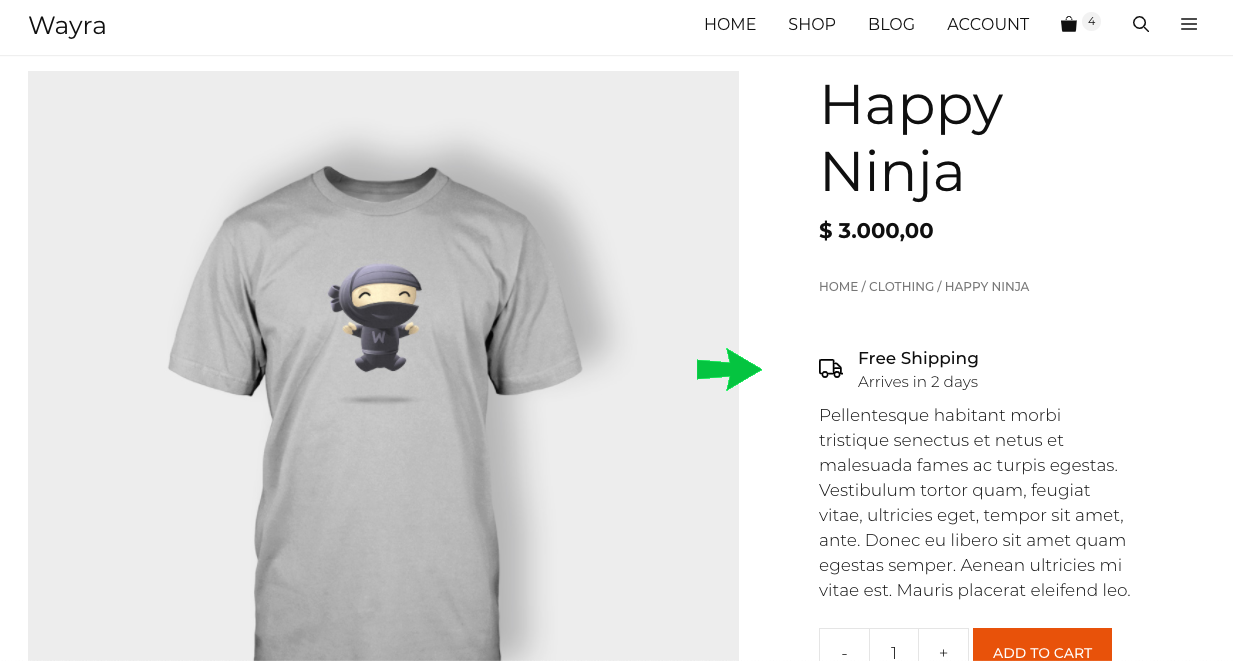 Wayra
HOME SHOP BLOG ACCOUNT 4
Happy
Ninja
$ 3.000,00
HOME / CLOTHING / HAPPY NINJA
W
Free Shipping
Arrives in 2 days
Pellentesque habitant morbi
tristique senectus et netus et
malesuada fames ac turpis egestas.
Vestibulum tortor quam, feugiat
vitae, ultricies eget, tempor sit amet,
ante. Donec eu libero sit amet quam
egestas semper. Aenean ultricies mi
vitae est. Mauris placerat eleifend leo.
- 1 + ADD TO CART